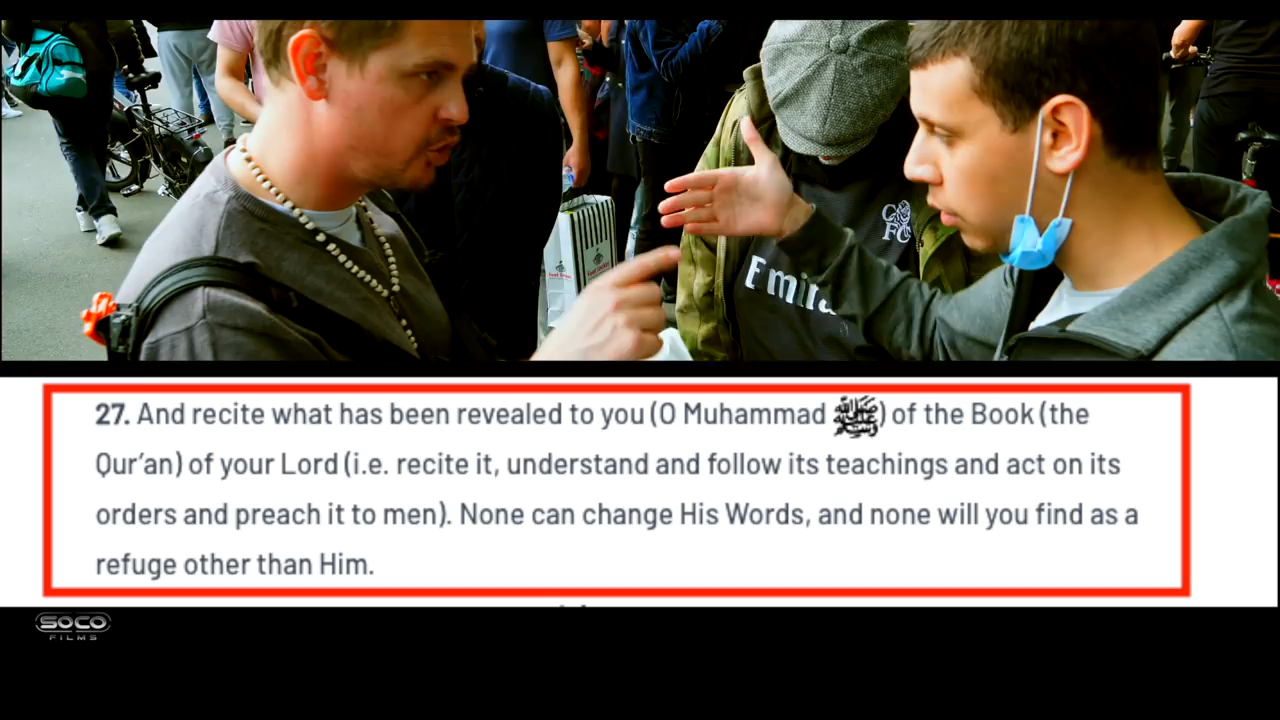 CFC
Emira
27. And recite what has been revealed to you (O Muhammad ﷺ) of the Book (the
Qur'an) of your Lord (i.e. recite it, understand and follow its teachings and act on its
orders and preach it to men). None can change His Words, and none will you find as a
refuge other than Him.
SOCO
FILMS